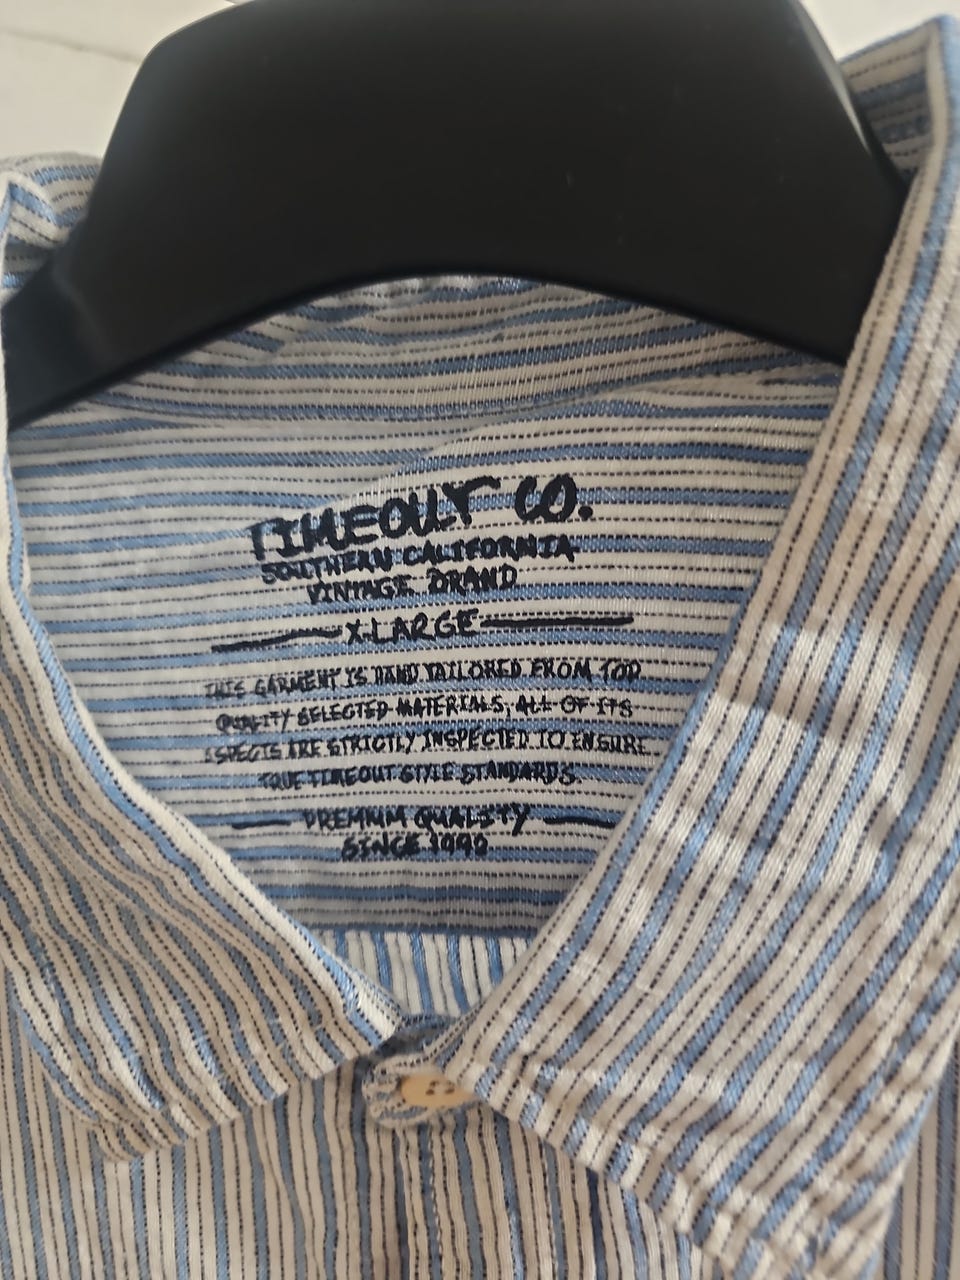 TIMEOUT CO.
SOUTHERN CALIFORNIA
VINTAGE BRAND
X-LARGE
THIS GARMENT IS HAND TAILORED FROM TOP
QUALITY SELECTED MATERIALS, ALL OF ITS
ASPECTS ARE STRICTLY INSPECTED TO ENSURE
TRUE TIMEOUT STYLE STANDARDS.
PREMIUM QUALITY
SINCE 1992